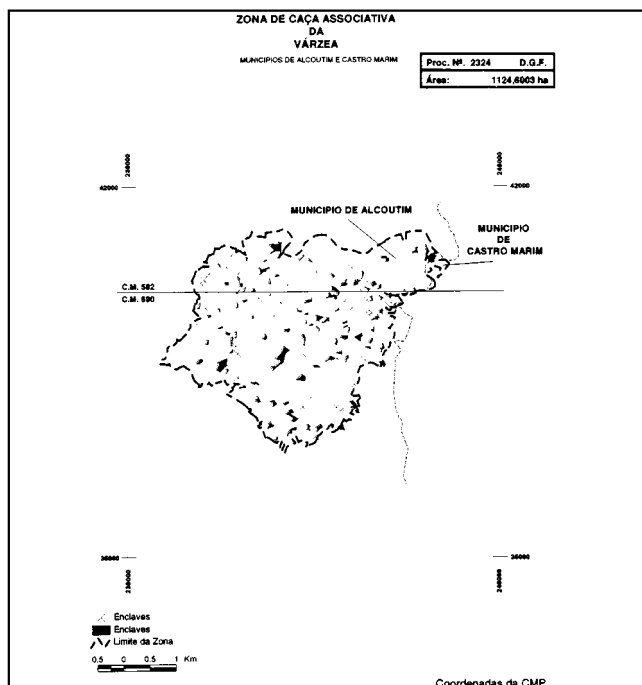 ZONA DE CAÇA ASSOCIATIVA
DA
VÁRZEA
MUNICIPIOS DE ALCOUTIM E CASTRO MARIM
Proc. Nº. 2324 D.G.F.
Área: 1124,6903 ha
42000
42000
MUNICIPIO DE ALCOUTIM
MUNICIPIO
DE
CASTRO MARIM
C.M. 582
C.M. 590
Enclaves
Enclaves
Limite da Zona
0.5 0 0.5 1 Km
Coordenadas da CMP